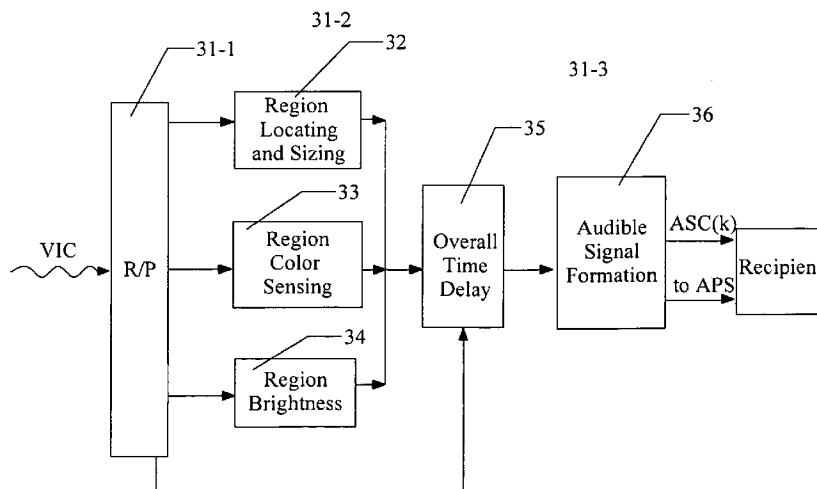 31-1
31-2
32
31-3
Region
Locating
and Sizing
35
36
33
VIC
R/P
Region
Color
Sensing
Overall
Time
Delay
Audible
Signal
Formation
ASC(k)
to APS
Recipien
34
Region
Brightness